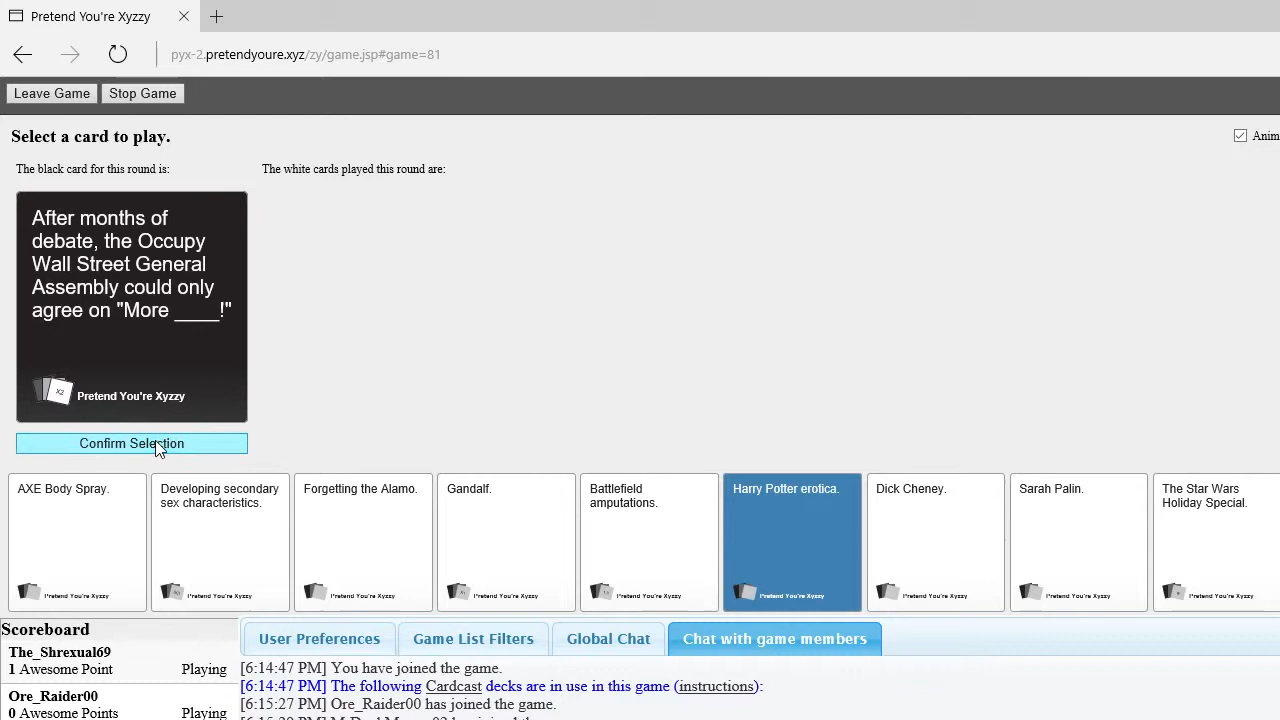 Pretend You're Xyzzy
pyx-2.pretendyoure.xyz/zy/game.jsp#game=81
Leave Game
Stop Game
Select a card to play.
Anim
The black card for this round is:
The white cards played this round are:
After months of
debate, the Occupy
Wall Street General
Assembly could only
agree on "More ____!"
X2
Pretend You're Xyzzy
Confirm Selection
AXE Body Spray.
Pretend You're Xyzzy
Developing secondary
sex characteristics.
Pretend You're Xyzzy
Forgetting the Alamo.
Pretend You're Xyzzy
Gandalf.
Pretend You're Xyzzy
Battlefield
amputations.
Pretend You're Xyzzy
Harry Potter erotica.
Pretend You're Xyzzy
Dick Cheney.
Pretend You're Xyzzy
Sarah Palin.
Pretend You're Xyzzy
The Star Wars
Holiday Special.
Pretend You're Xyzzy
Scoreboard
The_Shrexual69
1 Awesome Point
Playing
Ore_Raider00
0 Awesome Points
Playing
User Preferences
Game List Filters
Global Chat
Chat with game members
[6:14:47 PM] You have joined the game.
[6:14:47 PM] The following Cardcast decks are in use in this game (instructions):
[6:15:27 PM] Ore_Raider00 has joined the game.